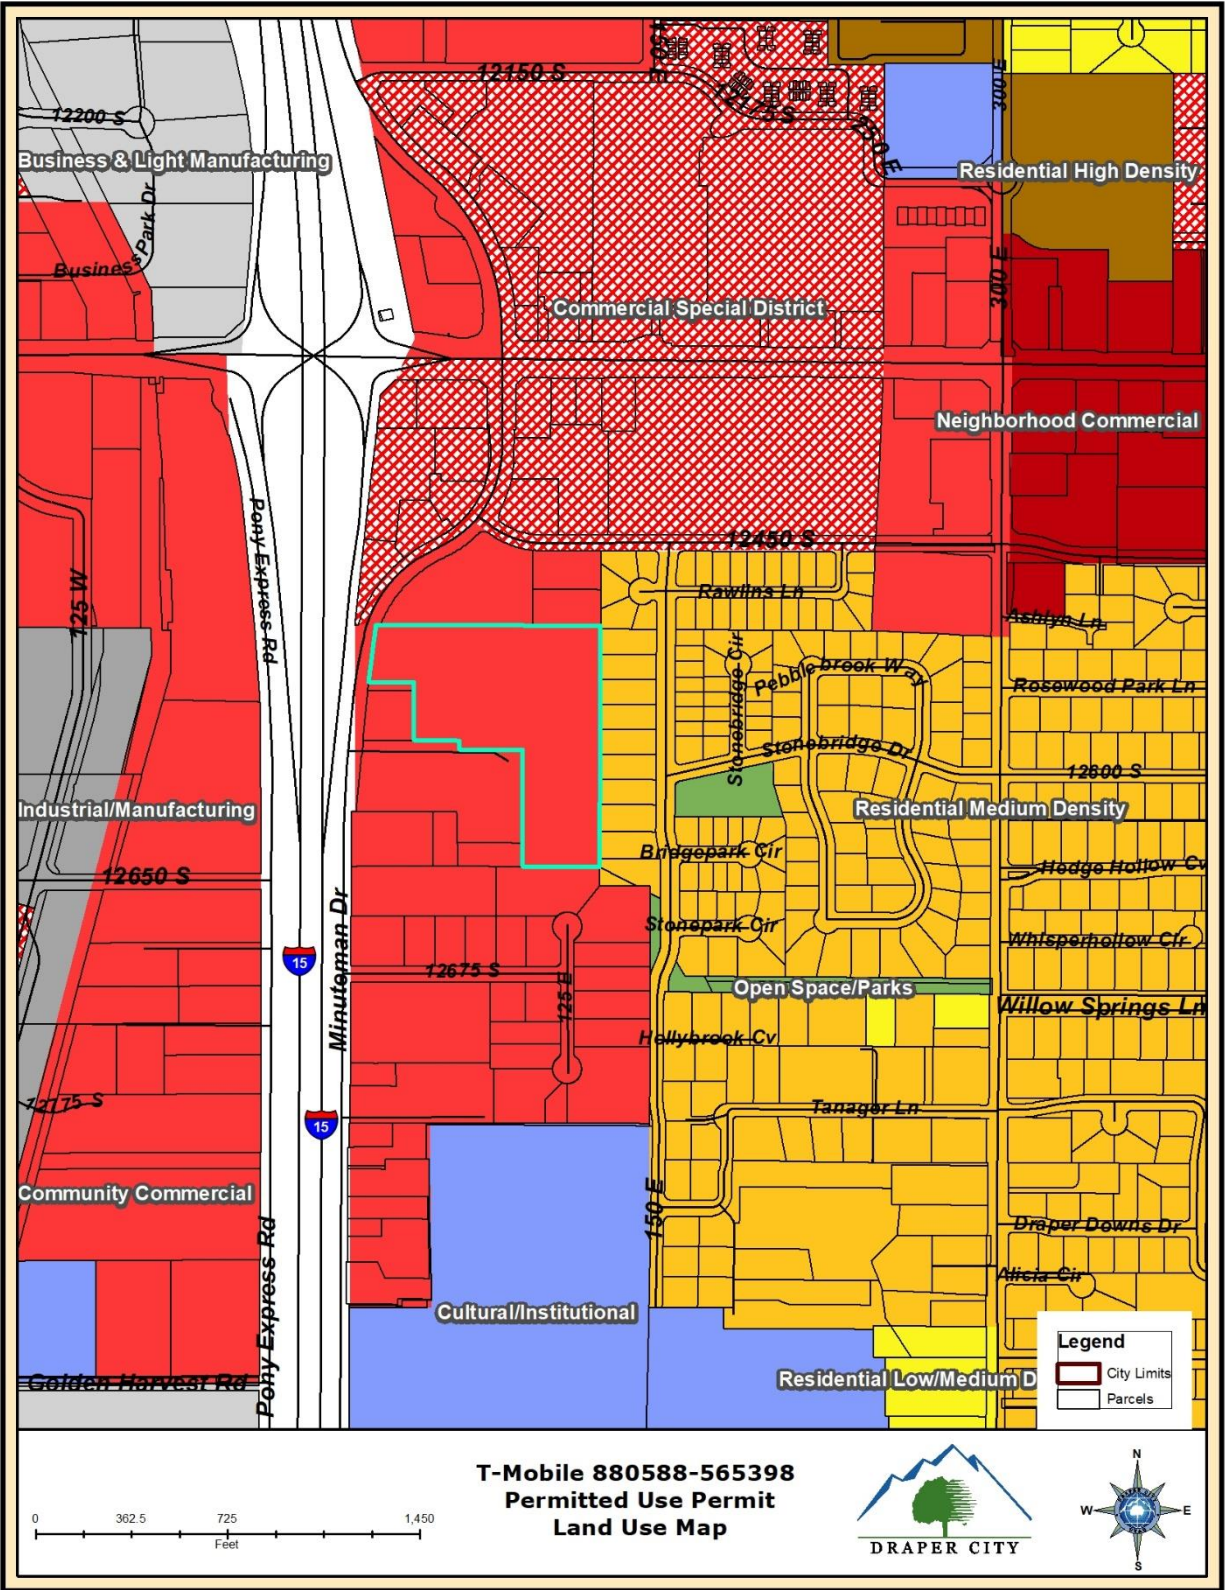 150 E
12150 S
12175 S
300 E
12200 S
250 E
Business & Light Manufacturing
Residential High Density
Business Park Dr
300 E
Commercial Special District
Neighborhood Commercial
Pony Express Rd
12450 S
125 W
Rawlins Ln
Ashlyn Ln
Stonebridge Cir
Pebblebrook Way
Rosewood Park Ln
Stonebridge Dr
12600 S
Industrial/Manufacturing
Residential Medium Density
Bridgepark Cir
Hedge Hollow Cv
12650 S
Minuteman Dr
Stonepark Cir
Whisperhollow Cir
15
12675 S
125 E
Open Space/Parks
Willow Springs Ln
Hollybrook Cv
12775 S
Tanager Ln
15
Community Commercial
150 E
Draper Downs Dr
Pony Express Rd
Alicia Cir
Cultural/Institutional
Golden Harvest Rd
Residential Low/Medium D
Legend
City Limits
Parcels
T-Mobile 880588-565398
Permitted Use Permit
Land Use Map
0 362.5 725 1,450
Feet
DRAPER CITY
N
W E
S